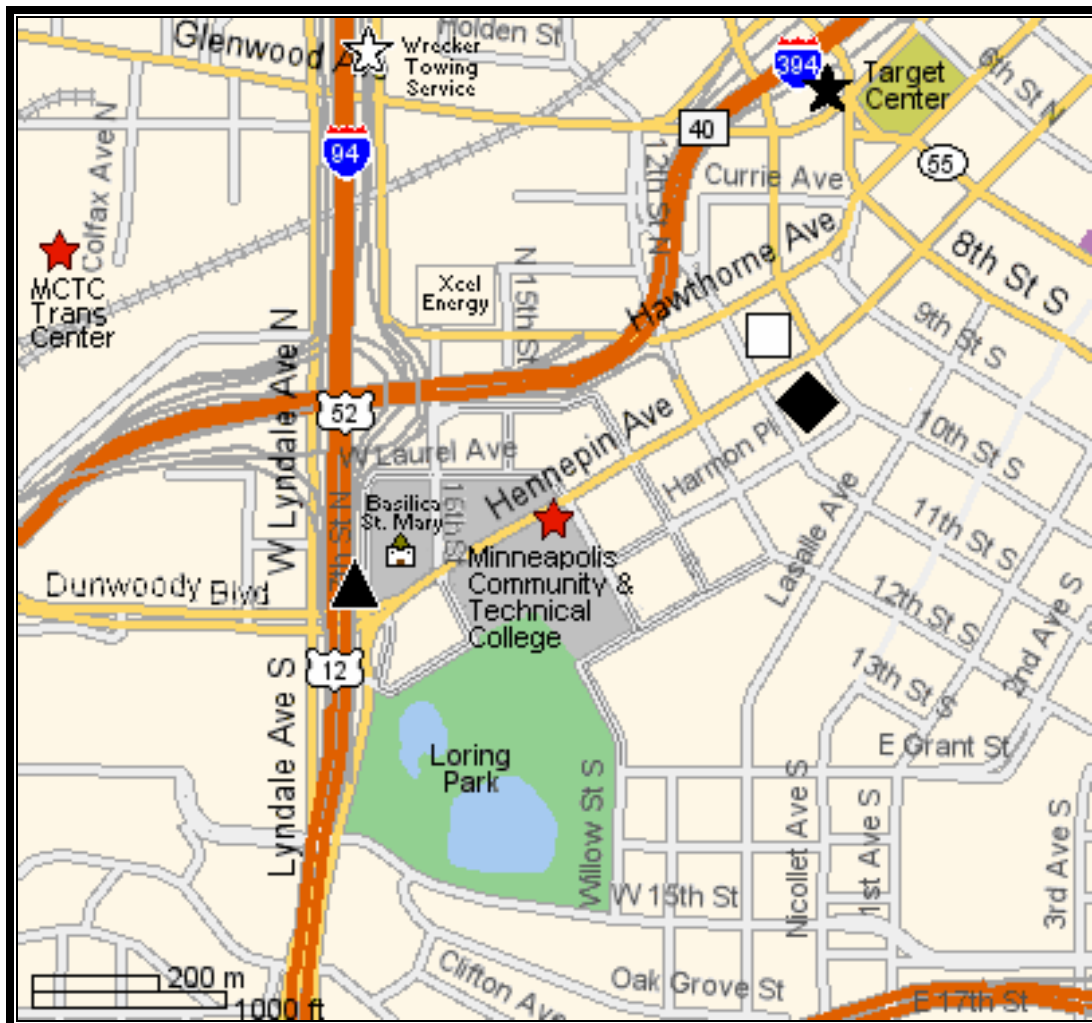 Glenwood A
Holden St
Wrecker
Towing
Service
394
Target
Center
6th St N
94
40
55
Colfax Ave N
12th St N
Currie Ave
MCTC
Trans
Center
Xcel
Energy
N 15th St
Hawthorne Ave
8th St S
9th St S
W Lyndale Ave N
52
W Laurel Ave
Hennepin Ave
Harmon Pl
10th St S
Basilica
St. Mary
16th St
N 17th St
Lasalle Ave
11th St S
Minneapolis
Community &
Technical
College
Dunwoody Blvd
12th St S
2nd Ave S
12
13th St S
Lyndale Ave S
E Grant St
Loring
Park
Willow St S
Nicollet Ave S
1st Ave S
3rd Ave S
W 15th St
200 m
1000 ft
Clifton Ave
Oak Grove St
E 17th St